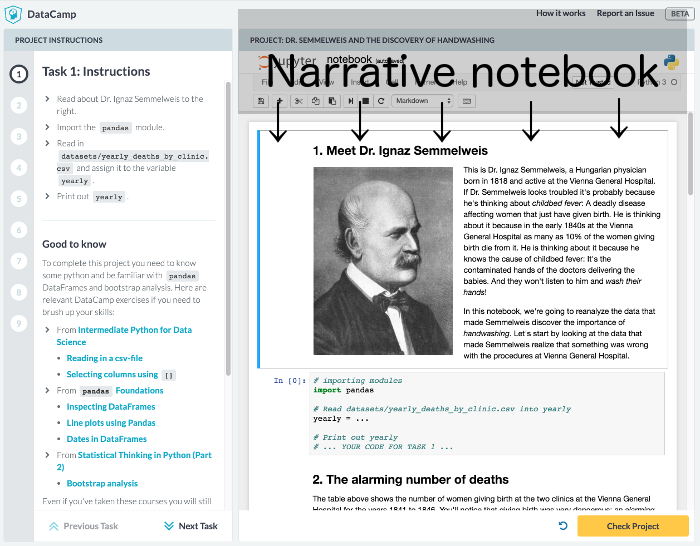 DataCamp
How it works Report an Issue BETA
PROJECT INSTRUCTIONS
1
2
3
4
5
6
7
8
9
Task 1: Instructions
Read about Dr. Ignaz Semmelweis to the
right.
Import the pandas module.
Read in
datasets/yearly_deaths_by_clinic.
csv and assign it to the variable
yearly .
Print out yearly .
Good to know
To complete this project you need to know
some python and be familiar with pandas
DataFrames and bootstrap analysis. Here are
relevant DataCamp exercises if you need to
brush up your skills:
From Intermediate Python for Data
Science
Reading in a csv-file
Selecting columns using []
From pandas Foundations
Inspecting DataFrames
Line plots using Pandas
Dates in DataFrames
From Statistical Thinking in Python (Part
2)
Bootstrap analysis
Even if you've taken these courses you will still
Previous Task Next Task
PROJECT: DR. SEMMELWEIS AND THE DISCOVERY OF HANDWASHING
jupyter notebook
Narrative notebook
Markdown
1. Meet Dr. Ignaz Semmelweis
This is Dr. Ignaz Semmelweis, a Hungarian physician
born in 1818 and active at the Vienna General Hospital.
If Dr. Semmelweis looks troubled it's probably because
he's thinking about childbed fever: A deadly disease
affecting women that just have given birth. He is thinking
about it because in the early 1840s at the Vienna
General Hospital as many as 10% of the women giving
birth die from it. He is thinking about it because he
knows the cause of childbed fever: It's the
contaminated hands of the doctors delivering the
babies. And they won't listen to him and wash their
hands!
In this notebook, we're going to reanalyze the data that
made Semmelweis discover the importance of
handwashing. Let's start by looking at the data that
made Semmelweis realize that something was wrong
with the procedures at Vienna General Hospital.
In [0]: # importing modules
import pandas
# Read datasets/yearly_deaths_by_clinic.csv into yearly
yearly = ...
# Print out yearly
# ... YOUR CODE FOR TASK 1 ...
2. The alarming number of deaths
The table above shows the number of women giving birth at the two clinics at the Vienna General
Hospital for the years 1841 to 1846. You'll notice that giving birth was very dangerous; an alarming
Check Project